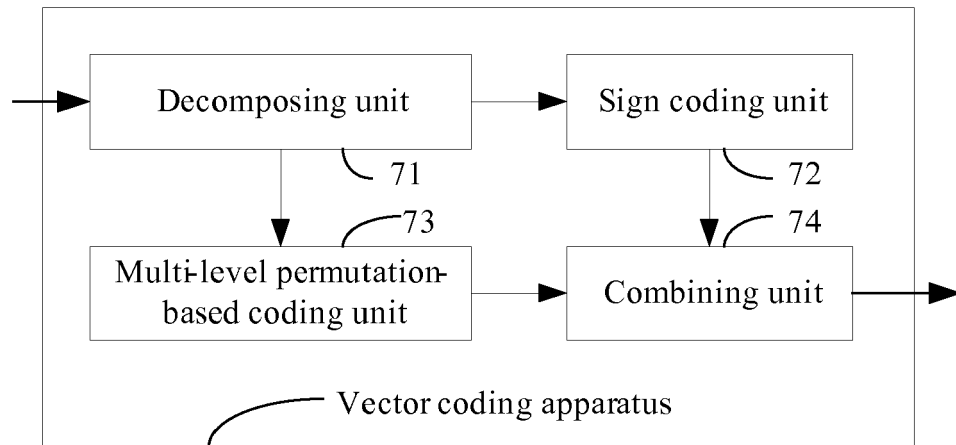 Decomposing unit
Sign coding unit
71
72
73
74
Multi-level permutation-
based coding unit
Combining unit
Vector coding apparatus